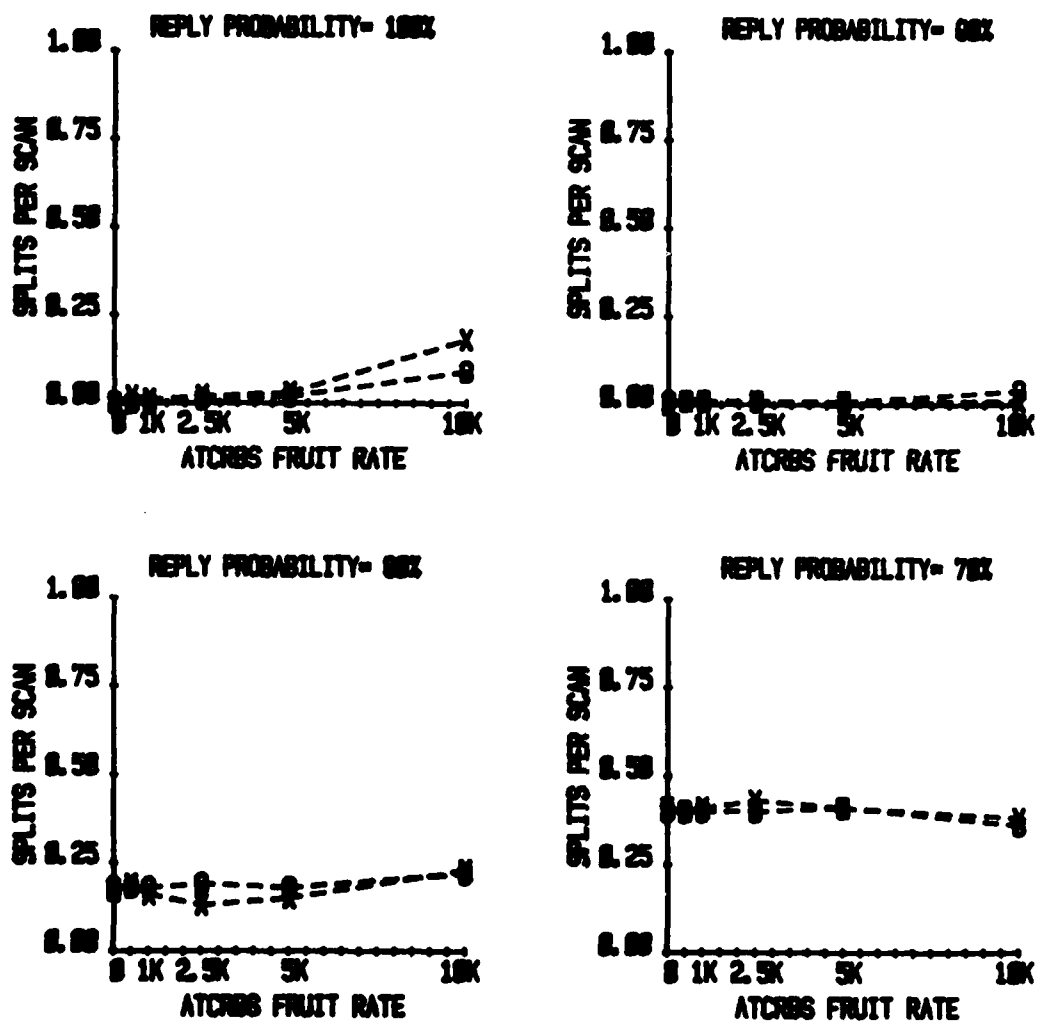 REPLY PROBABILITY= 100%
1.00
0.75
0.50
0.25
0.00
SPLITS PER SCAN
0 1K 2.5K 5K 10K
ATCRBS FRUIT RATE
REPLY PROBABILITY= 90%
1.00
0.75
0.50
0.25
0.00
SPLITS PER SCAN
0 1K 2.5K 5K 10K
ATCRBS FRUIT RATE
REPLY PROBABILITY= 80%
1.00
0.75
0.50
0.25
0.00
SPLITS PER SCAN
0 1K 2.5K 5K 10K
ATCRBS FRUIT RATE
REPLY PROBABILITY= 70%
1.00
0.75
0.50
0.25
0.00
SPLITS PER SCAN
0 1K 2.5K 5K 10K
ATCRBS FRUIT RATE